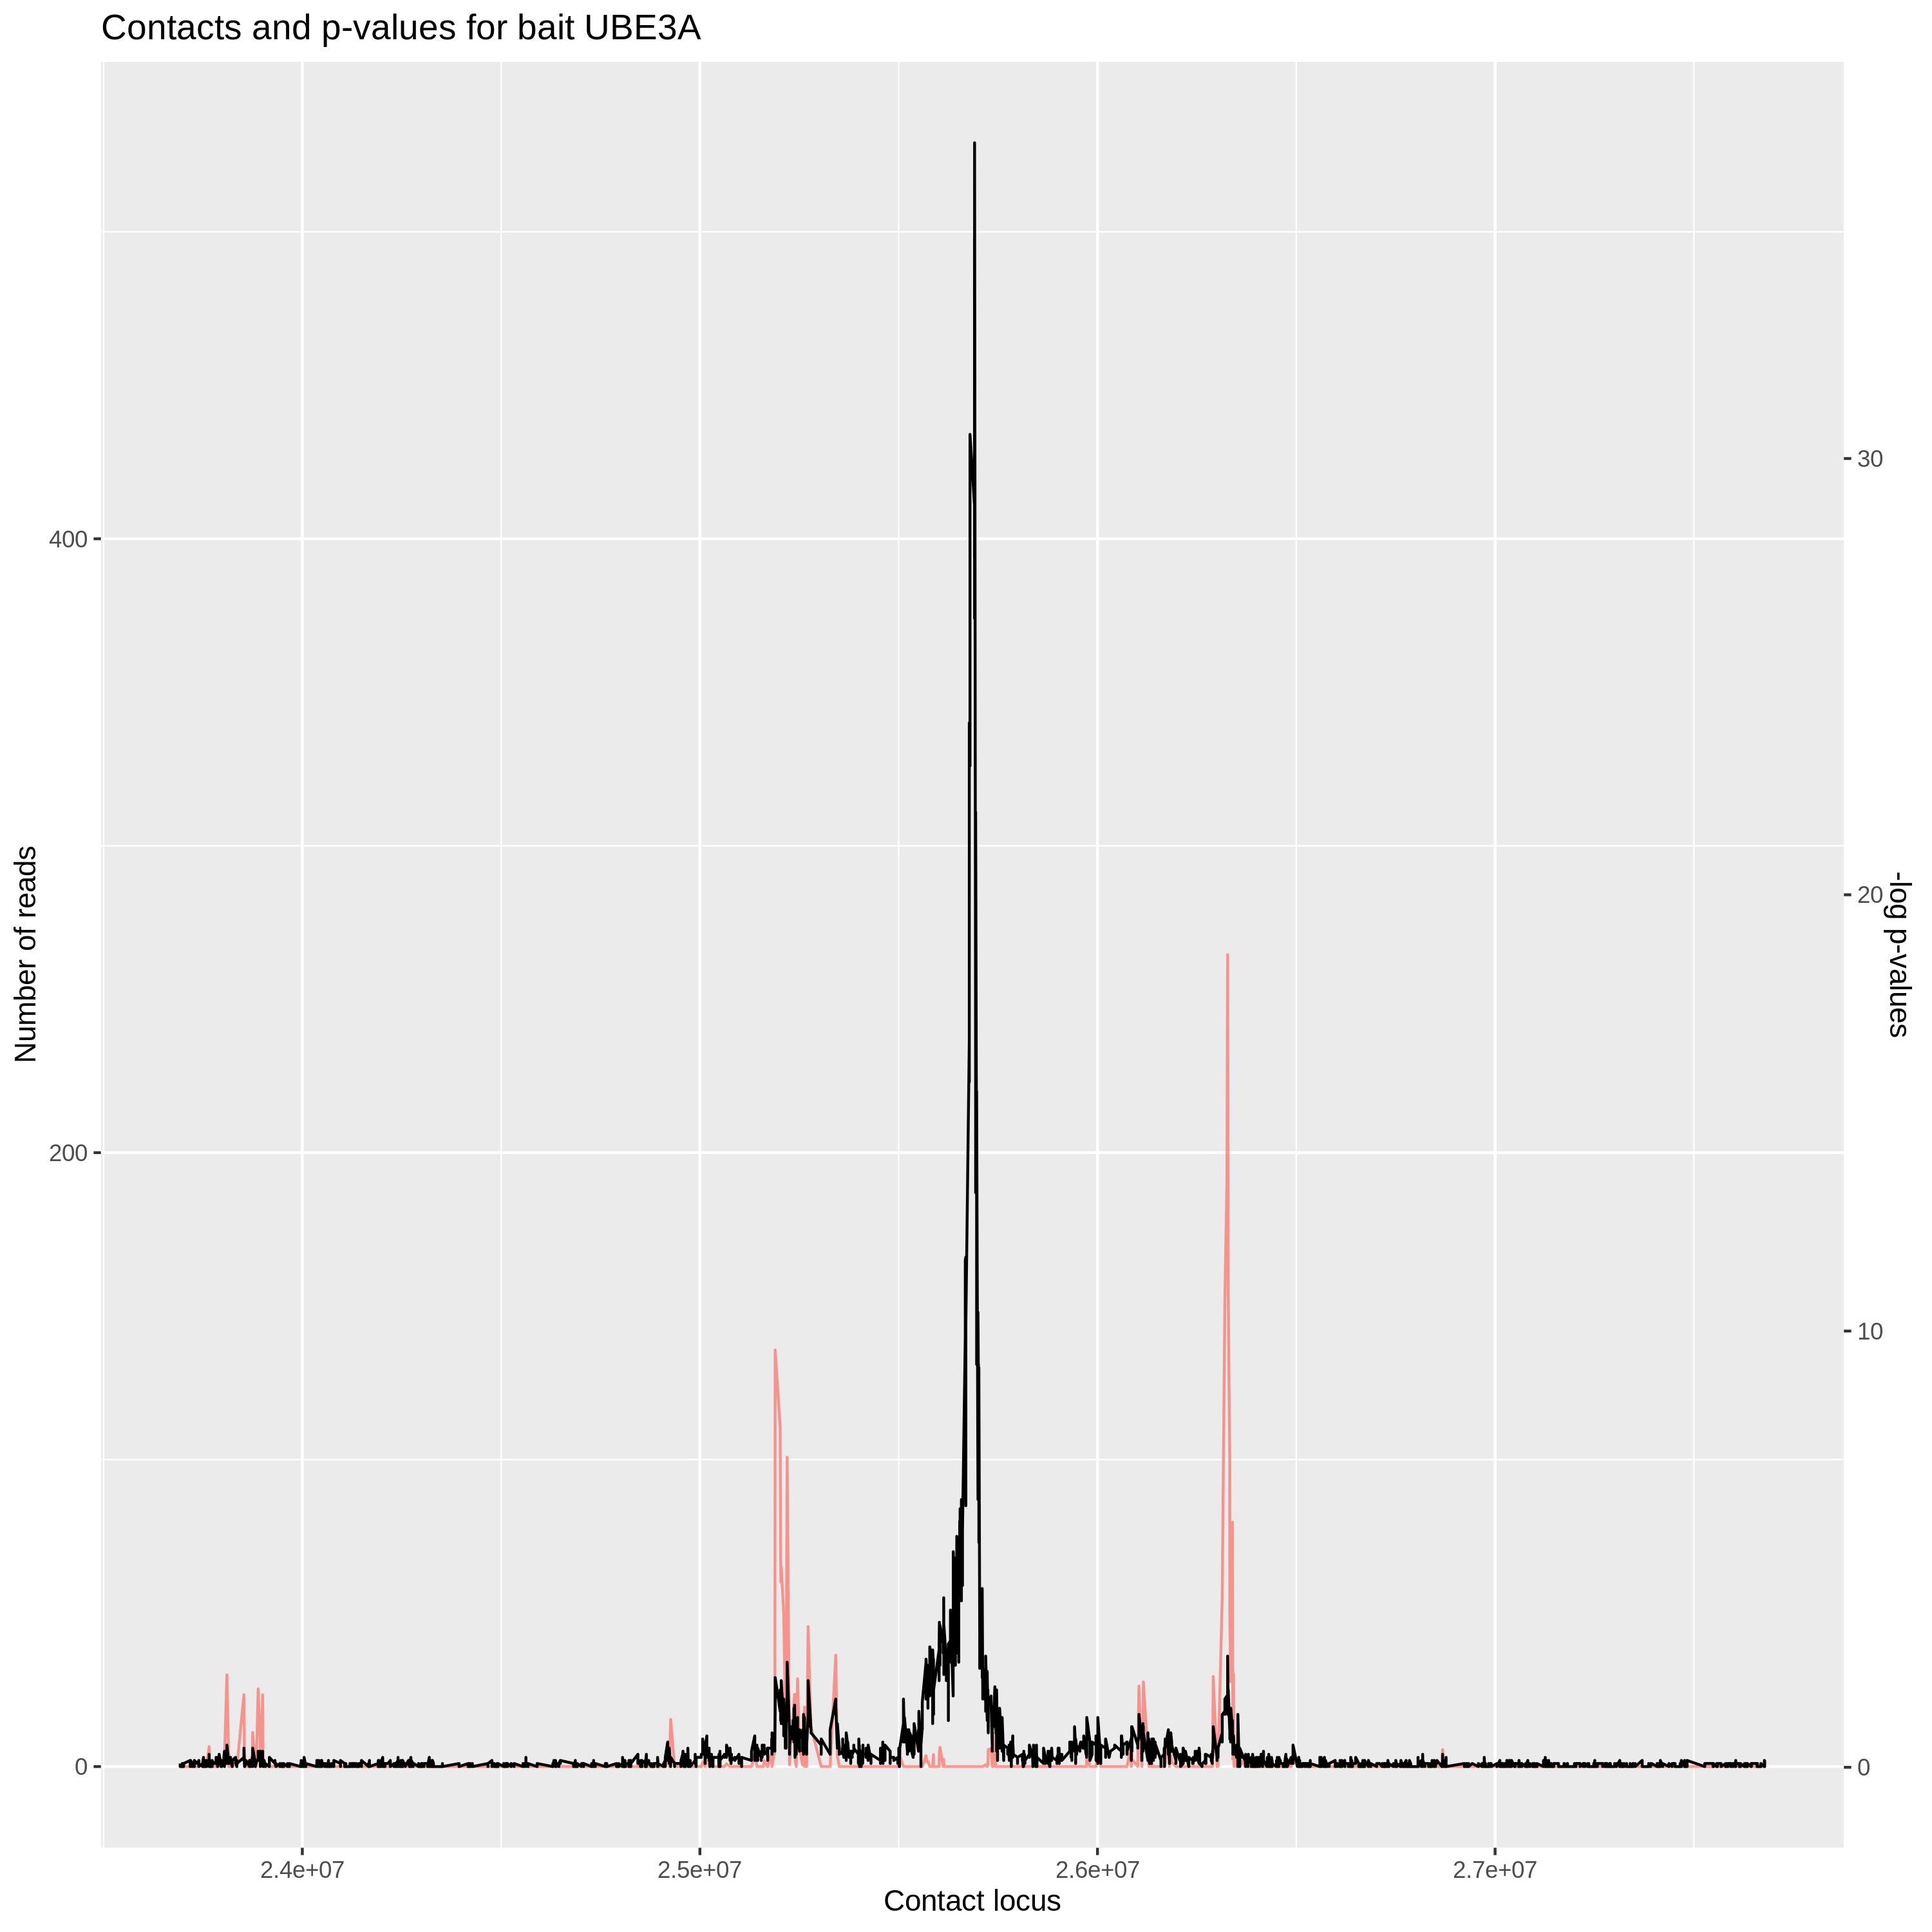 Contacts and p-values for bait UBE3A
Number of reads
400
200
0
30
20
10
0
-log p-values
2.4e+07 2.5e+07 2.6e+07 2.7e+07
Contact locus